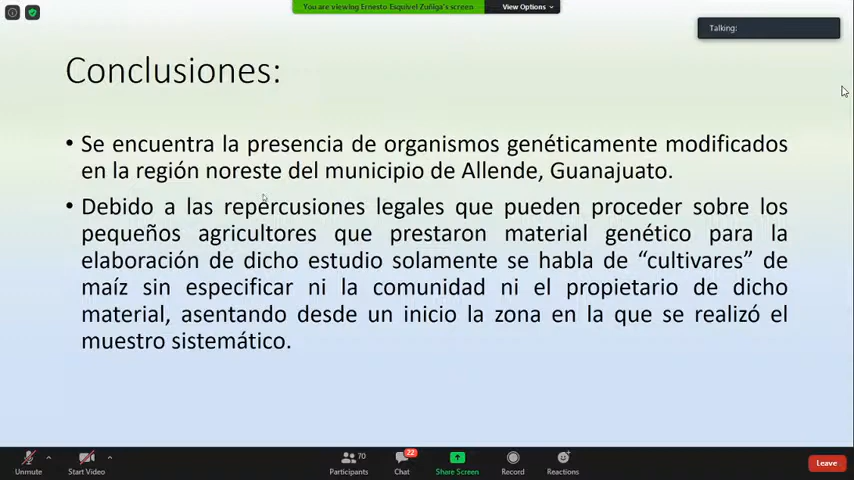 You are viewing Ernesto Esquivel Zuñiga's screen
View Options
Talking:
Conclusiones:
• Se encuentra la presencia de organismos genéticamente modificados
en la región noreste del municipio de Allende, Guanajuato.
• Debido a las repercusiones legales que pueden proceder sobre los
pequeños agricultores que prestaron material genético para la
elaboración de dicho estudio solamente se habla de “cultivares” de
maíz sin especificar ni la comunidad ni el propietario de dicho
material, asentando desde un inicio la zona en la que se realizó el
muestro sistemático.
Unmute
Start Video
Participants
70
Chat
22
Share Screen
Record
Reactions
Leave